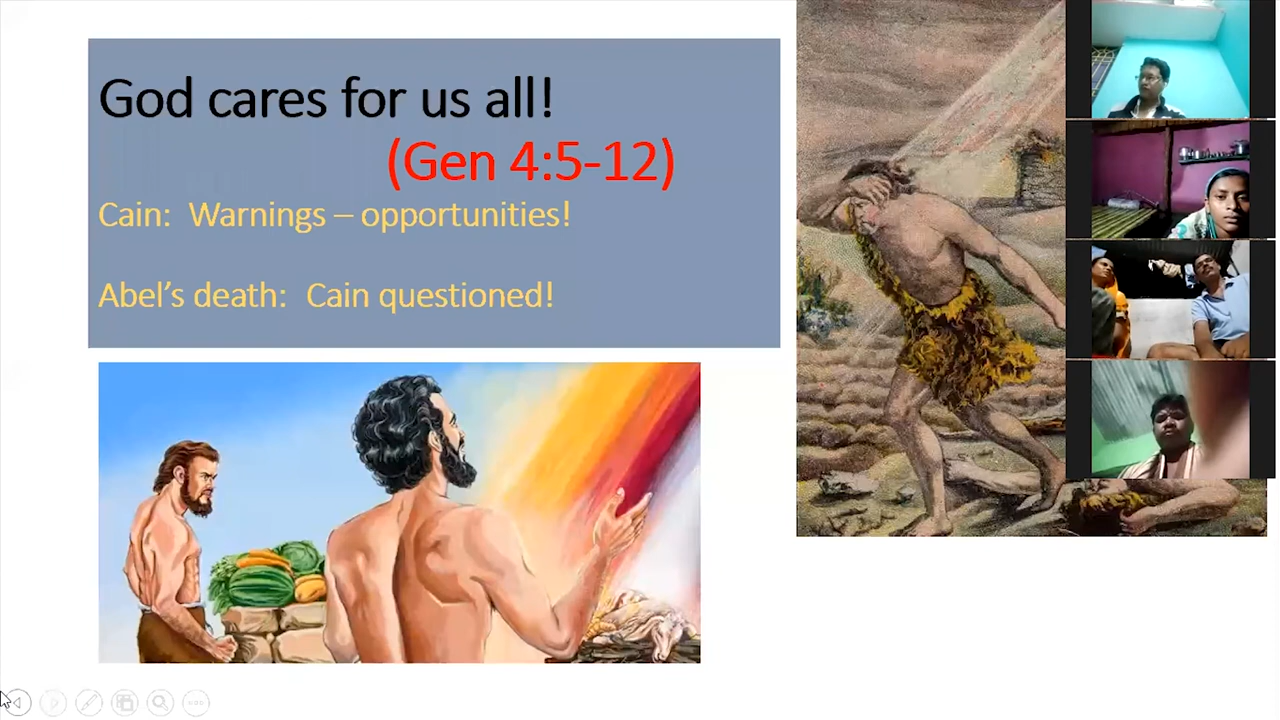 God cares for us all!
(Gen 4:5-12)
Cain: Warnings – opportunities!
Abel's death: Cain questioned!